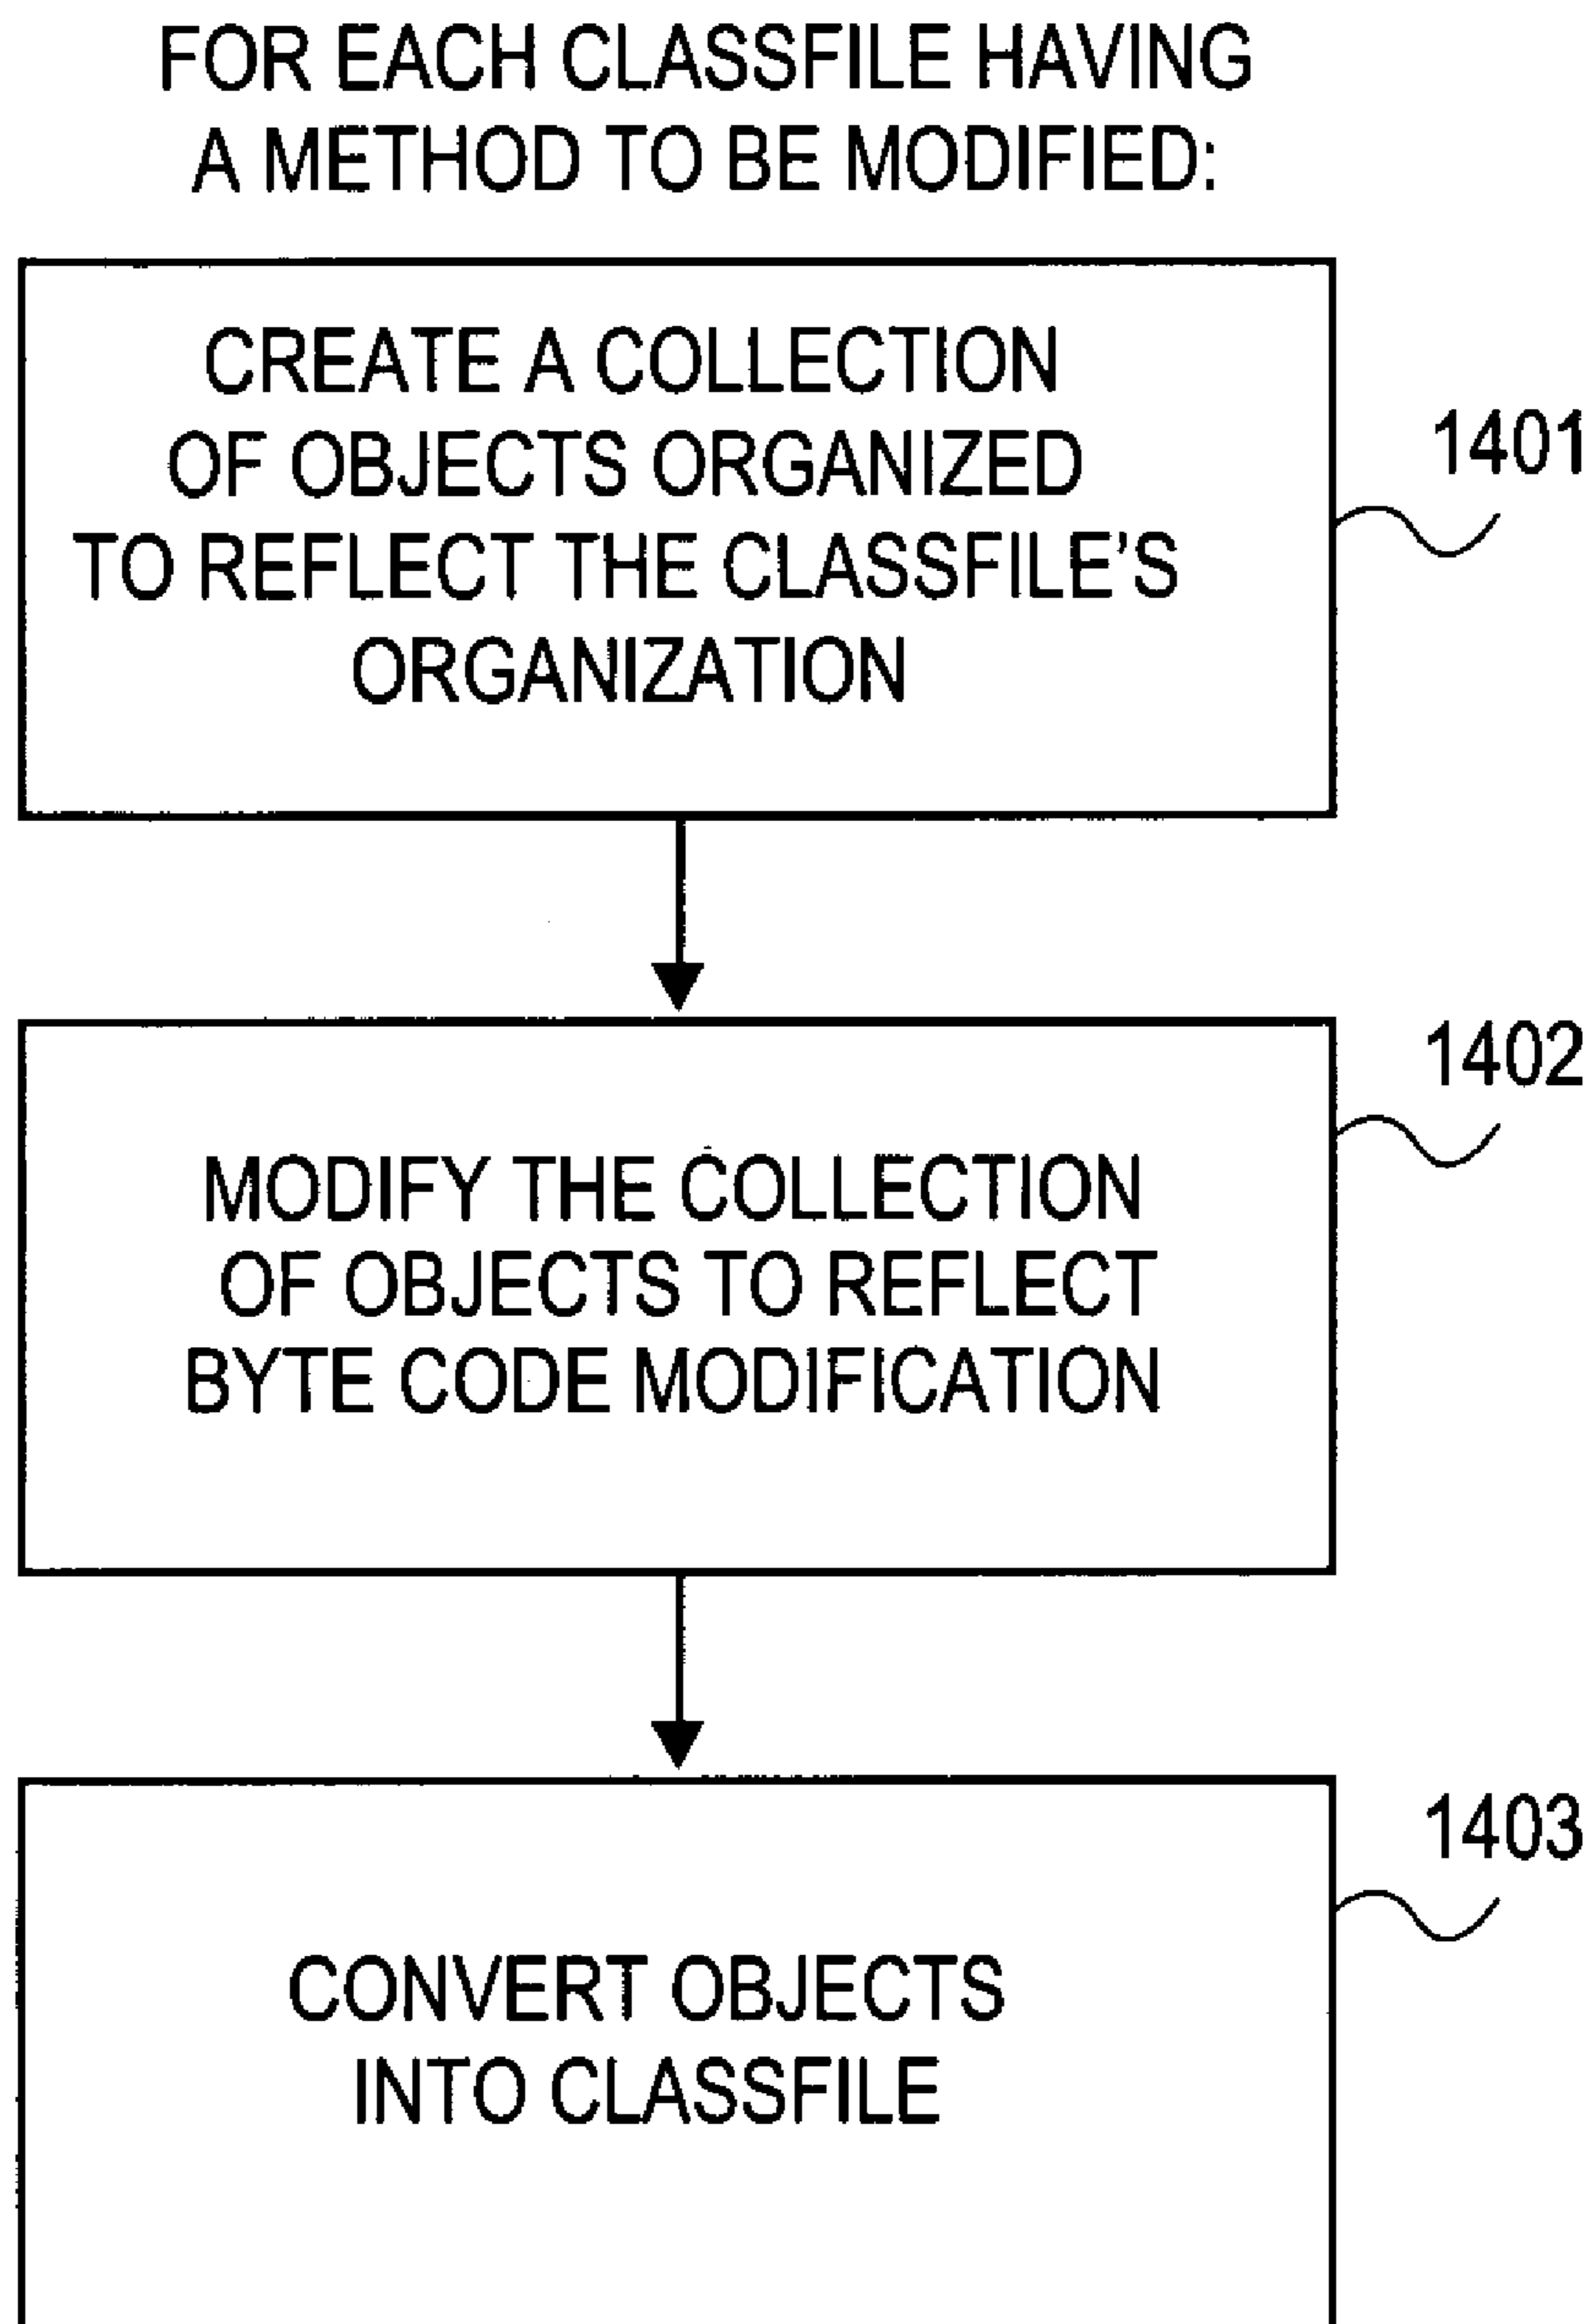 FOR EACH CLASSFILE HAVING
A METHOD TO BE MODIFIED:
CREATE A COLLECTION
OF OBJECTS ORGANIZED
TO REFLECT THE CLASSFILE'S
ORGANIZATION
1401
MODIFY THE COLLECTION
OF OBJECTS TO REFLECT
BYTE CODE MODIFICATION
1402
CONVERT OBJECTS
INTO CLASSFILE
1403